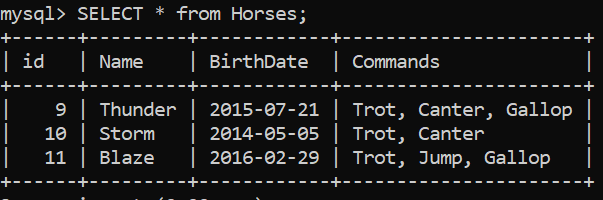 mysql> SELECT * from Horses;
+------+---------+------------+-----------------------+
| id   | Name    | BirthDate  | Commands              |
+------+---------+------------+-----------------------+
|    9 | Thunder | 2015-07-21 | Trot, Canter, Gallop |
|   10 | Storm   | 2014-05-05 | Trot, Canter          |
|   11 | Blaze   | 2016-02-29 | Trot, Jump, Gallop    |
+------+---------+------------+-----------------------+